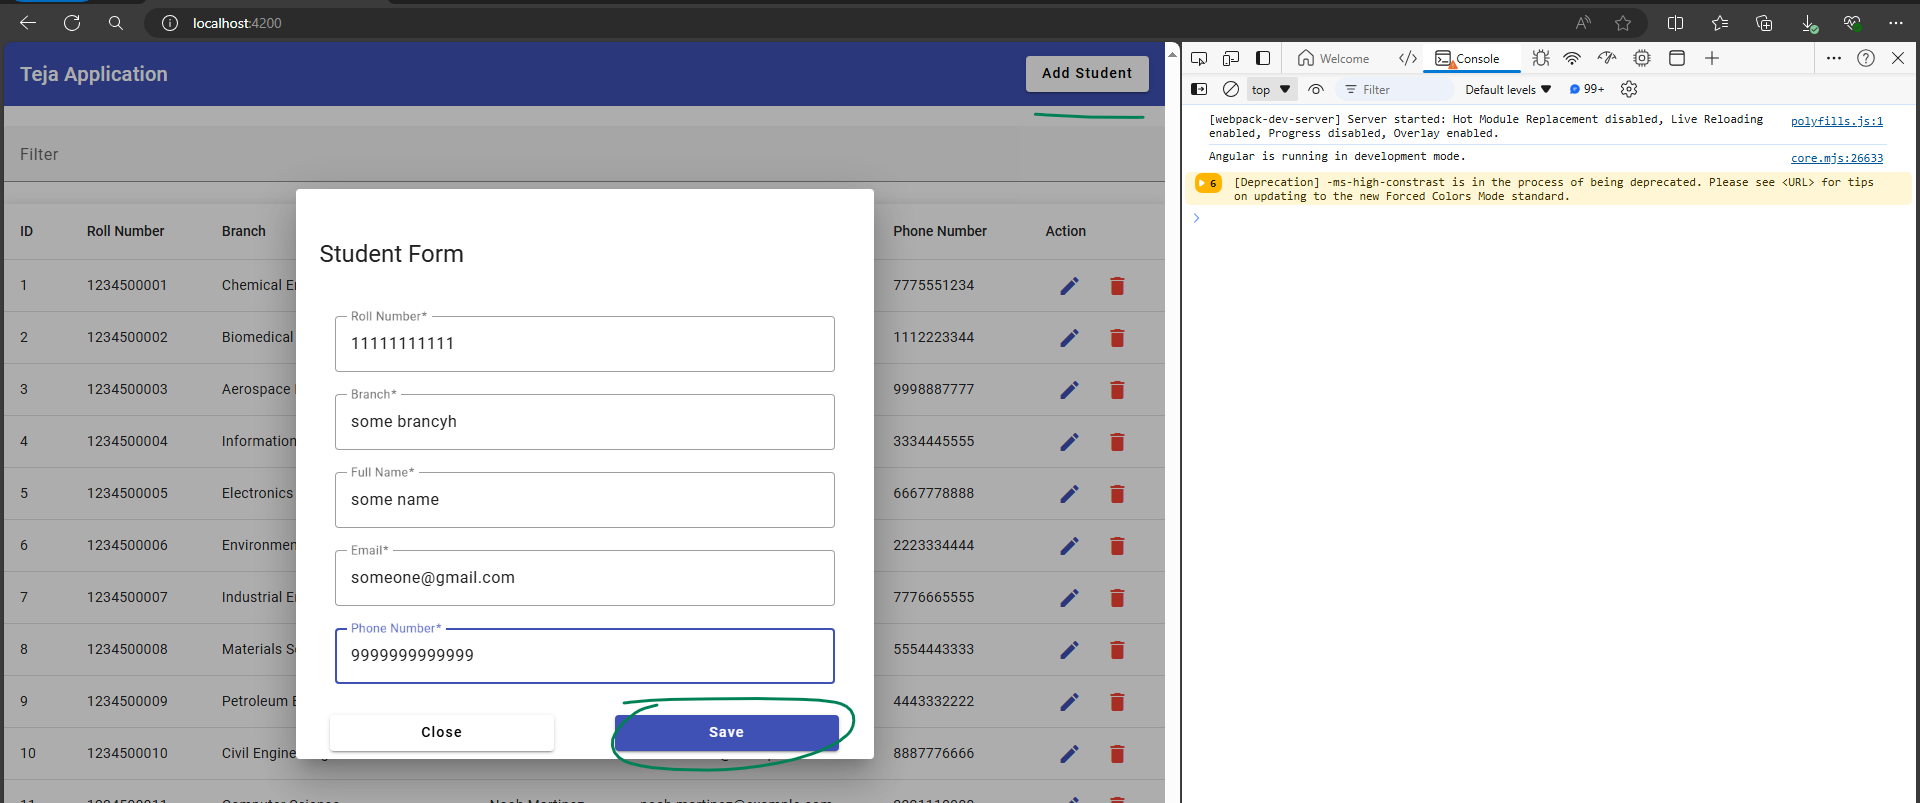 localhost:4200
Teja Application
Add Student
Filter
ID Roll Number Branch Phone Number Action
1 1234500001 Chemical E 7775551234
2 1234500002 Biomedical 1112223344
3 1234500003 Aerospace 9998887777
4 1234500004 Information 3334445555
5 1234500005 Electronics 6667778888
6 1234500006 Environmen 2223334444
7 1234500007 Industrial E 7776665555
8 1234500008 Materials S 5554443333
9 1234500009 Petroleum E 4443332222
10 1234500010 Civil Engine 8887776666
Student Form
Roll Number*
11111111111
Branch*
some brancyh
Full Name*
some name
Email*
someone@gmail.com
Phone Number*
9999999999999
Close Save
Welcome Console
top Filter Default levels 99+
[webpack-dev-server] Server started: Hot Module Replacement disabled, Live Reloading polyfills.js:1
enabled, Progress disabled, Overlay enabled.
Angular is running in development mode. core.mjs:26633
6 [Deprecation] -ms-high-constrast is in the process of being deprecated. Please see <URL> for tips
on updating to the new Forced Colors Mode standard.